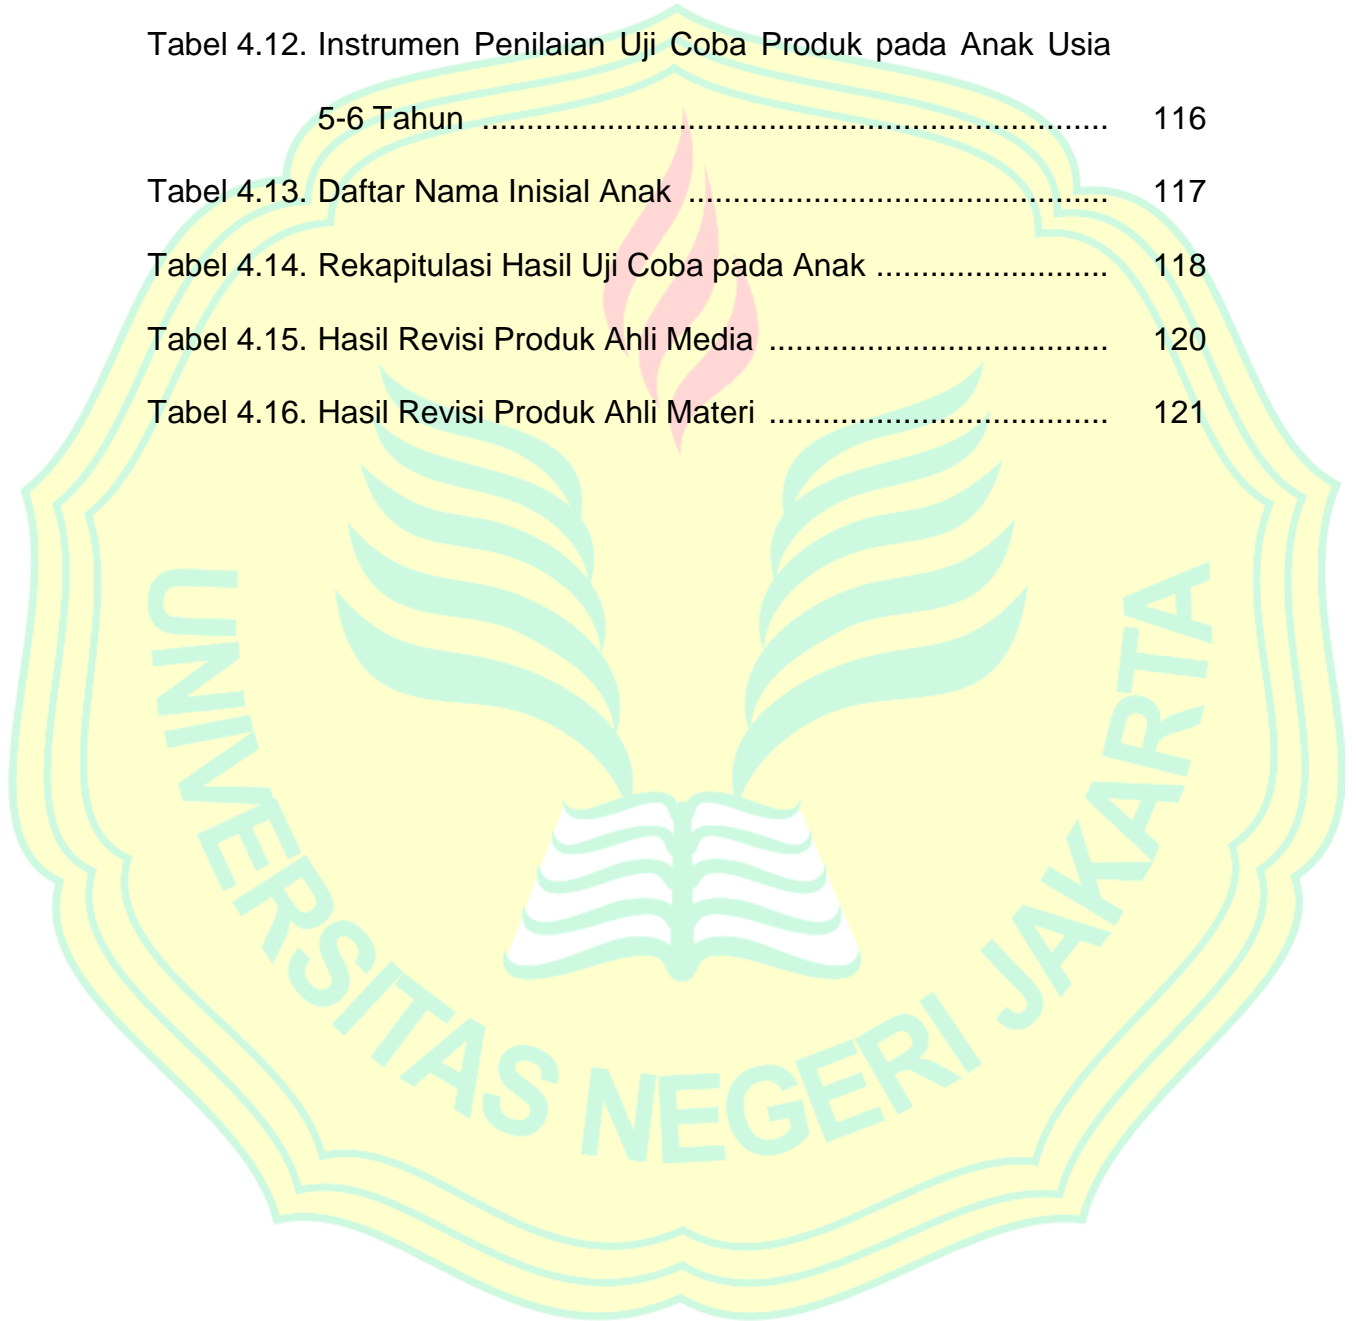 Tabel 4.12. Instrumen Penilaian Uji Coba Produk pada Anak Usia
5-6 Tahun ...................................................................... 116
Tabel 4.13. Daftar Nama Inisial Anak ............................................... 117
Tabel 4.14. Rekapitulasi Hasil Uji Coba pada Anak .......................... 118
Tabel 4.15. Hasil Revisi Produk Ahli Media ...................................... 120
Tabel 4.16. Hasil Revisi Produk Ahli Materi ...................................... 121
UNIVERSITAS NEGERI JAKARTA